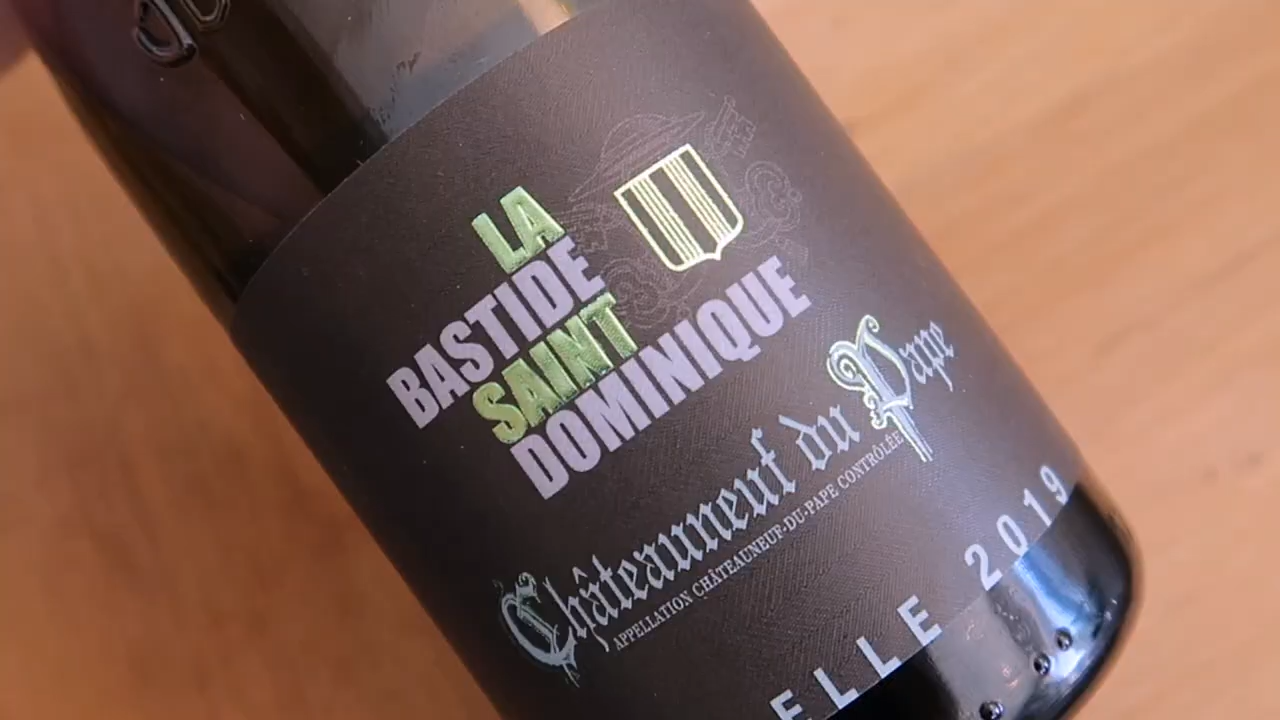 LA
BASTIDE
SAINT
DOMINIQUE
Châteauneuf du Pape
APPELLATION CHÂTEAUNEUF-DU-PAPE CONTRÔLÉE
ELLE 2019